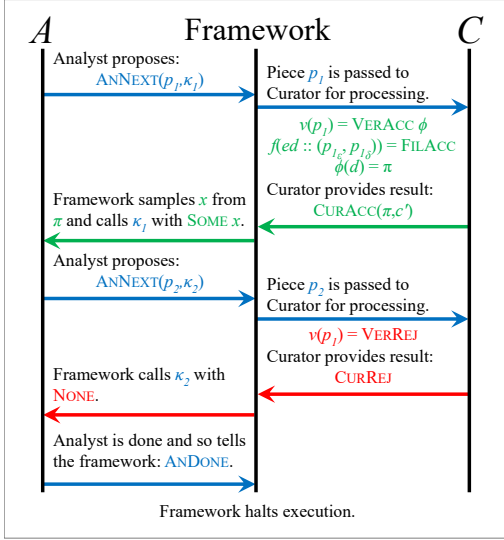 A Framework C
Analyst proposes:
ANNEXT(p₁,κ₁)
Piece p₁ is passed to
Curator for processing.
v(p₁) = VERACC ϕ
f(ed :: (p₁ε, p₁δ)) = FILACC
ϕ(d) = π
Curator provides result:
CURACC(π,c')
Framework samples x from
π and calls κ₁ with SOME x.
Analyst proposes:
ANNEXT(p₂,κ₂)
Piece p₂ is passed to
Curator for processing.
v(p₁) = VERREJ
Curator provides result:
CURREJ
Framework calls κ₂ with
NONE.
Analyst is done and so tells
the framework: ANDONE.
Framework halts execution.